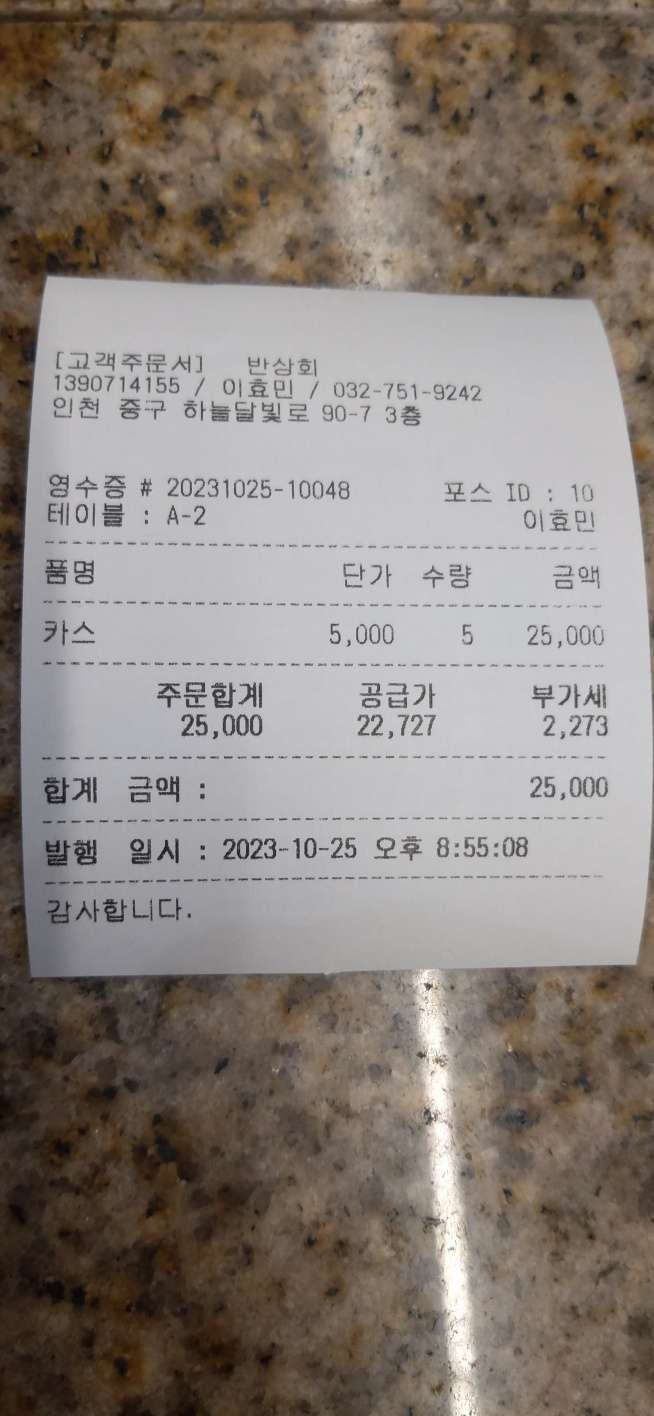 [고객주문서] 반상회
1390714155 / 이효민 / 032-751-9242
인천 중구 하늘달빛로 90-7 3층
영수증 # 20231025-10048 포스 ID : 10
테이블 : A-2 이효민
품명 단가 수량 금액
카스 5,000 5 25,000
주문합계 공급가 부가세
25,000 22,727 2,273
합계 금액 : 25,000
발행 일시 : 2023-10-25 오후 8:55:08
감사합니다.